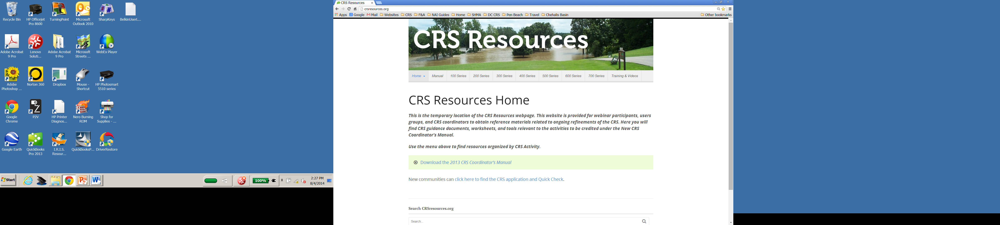 Recycle Bin
HP Officejet
Pro 8600
TurningPoint
Microsoft
Outlook 2010
SharpKeys
BelkinUserL...
Adobe Acrobat
9 Pro
Lenovo
Soluti...
Adobe Acrobat
9 Pro
Microsoft
Streets ...
WebEx Player
Adobe
Photoshop ...
Norton 360
Dropbox
Mouse -
Shortcut
HP Photosmart
5510 series
Google
Chrome
P2V
HP Printer
Diagnos...
Nero Burning
ROM
Shop for
Supplies - ...
Google Earth
QuickBooks
Pro 2013
I.R.I.S.
Resour...
QuickBooksP...
DriverRestore
Start
100%
2:27 PM
8/4/2014
CRS Resources
crsresources.org
Apps Google Mail Websites CRS F&A NAI Guides Home SHMA DC CRS Pen Beach Travel Chehalis Basin Other bookmarks
CRS Resources
Home Manual 100 Series 200 Series 300 Series 400 Series 500 Series 600 Series 700 Series Training & Videos
CRS Resources Home
This is the temporary location of the CRS Resources webpage. This website is provided for webinar participants, users
groups, and CRS coordinators to obtain reference materials related to ongoing refinements of the CRS. Here you will
find CRS guidance documents, worksheets, and tools relevant to the activities to be credited under the New CRS
Coordinator's Manual.
Use the menu above to find resources organized by CRS Activity.
Download the 2013 CRS Coordinator's Manual
New communities can click here to find the CRS application and Quick Check.
Search CRSresources.org
Search...